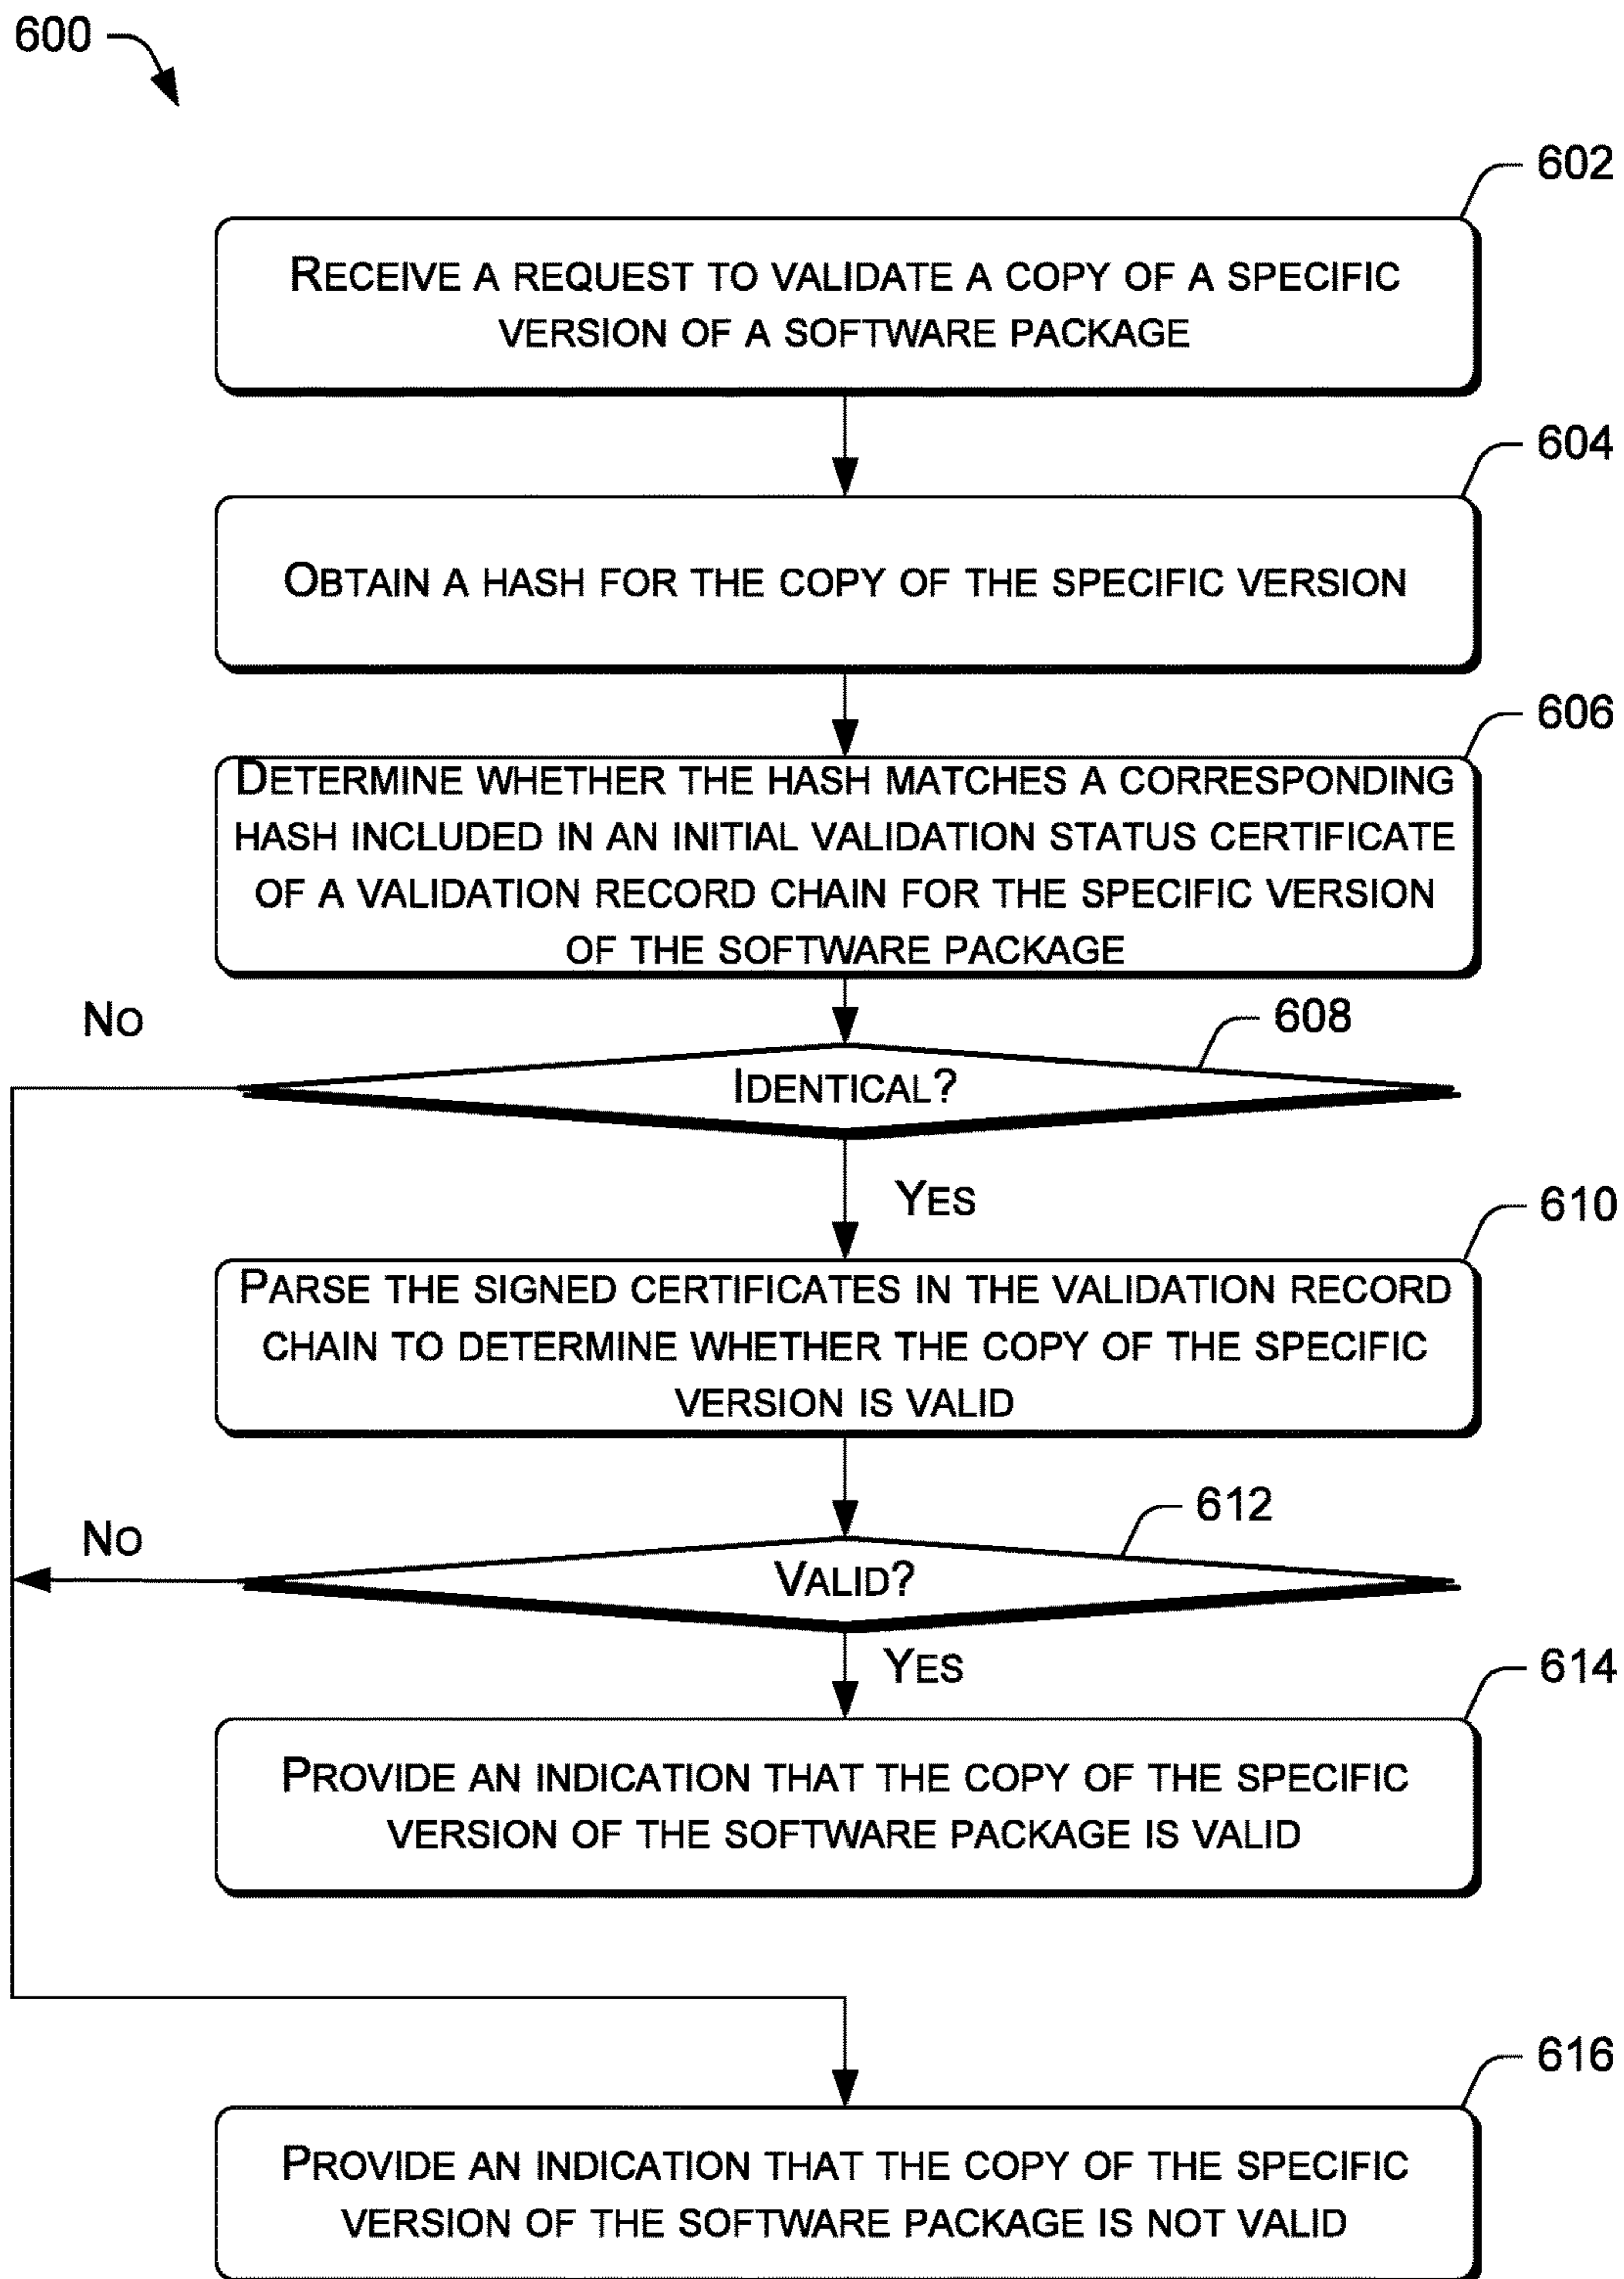 600
602
RECEIVE A REQUEST TO VALIDATE A COPY OF A SPECIFIC
VERSION OF A SOFTWARE PACKAGE
604
OBTAIN A HASH FOR THE COPY OF THE SPECIFIC VERSION
606
DETERMINE WHETHER THE HASH MATCHES A CORRESPONDING
HASH INCLUDED IN AN INITIAL VALIDATION STATUS CERTIFICATE
OF A VALIDATION RECORD CHAIN FOR THE SPECIFIC VERSION
OF THE SOFTWARE PACKAGE
NO
608
IDENTICAL?
YES
610
PARSE THE SIGNED CERTIFICATES IN THE VALIDATION RECORD
CHAIN TO DETERMINE WHETHER THE COPY OF THE SPECIFIC
VERSION IS VALID
612
NO
VALID?
YES
614
PROVIDE AN INDICATION THAT THE COPY OF THE SPECIFIC
VERSION OF THE SOFTWARE PACKAGE IS VALID
616
PROVIDE AN INDICATION THAT THE COPY OF THE SPECIFIC
VERSION OF THE SOFTWARE PACKAGE IS NOT VALID